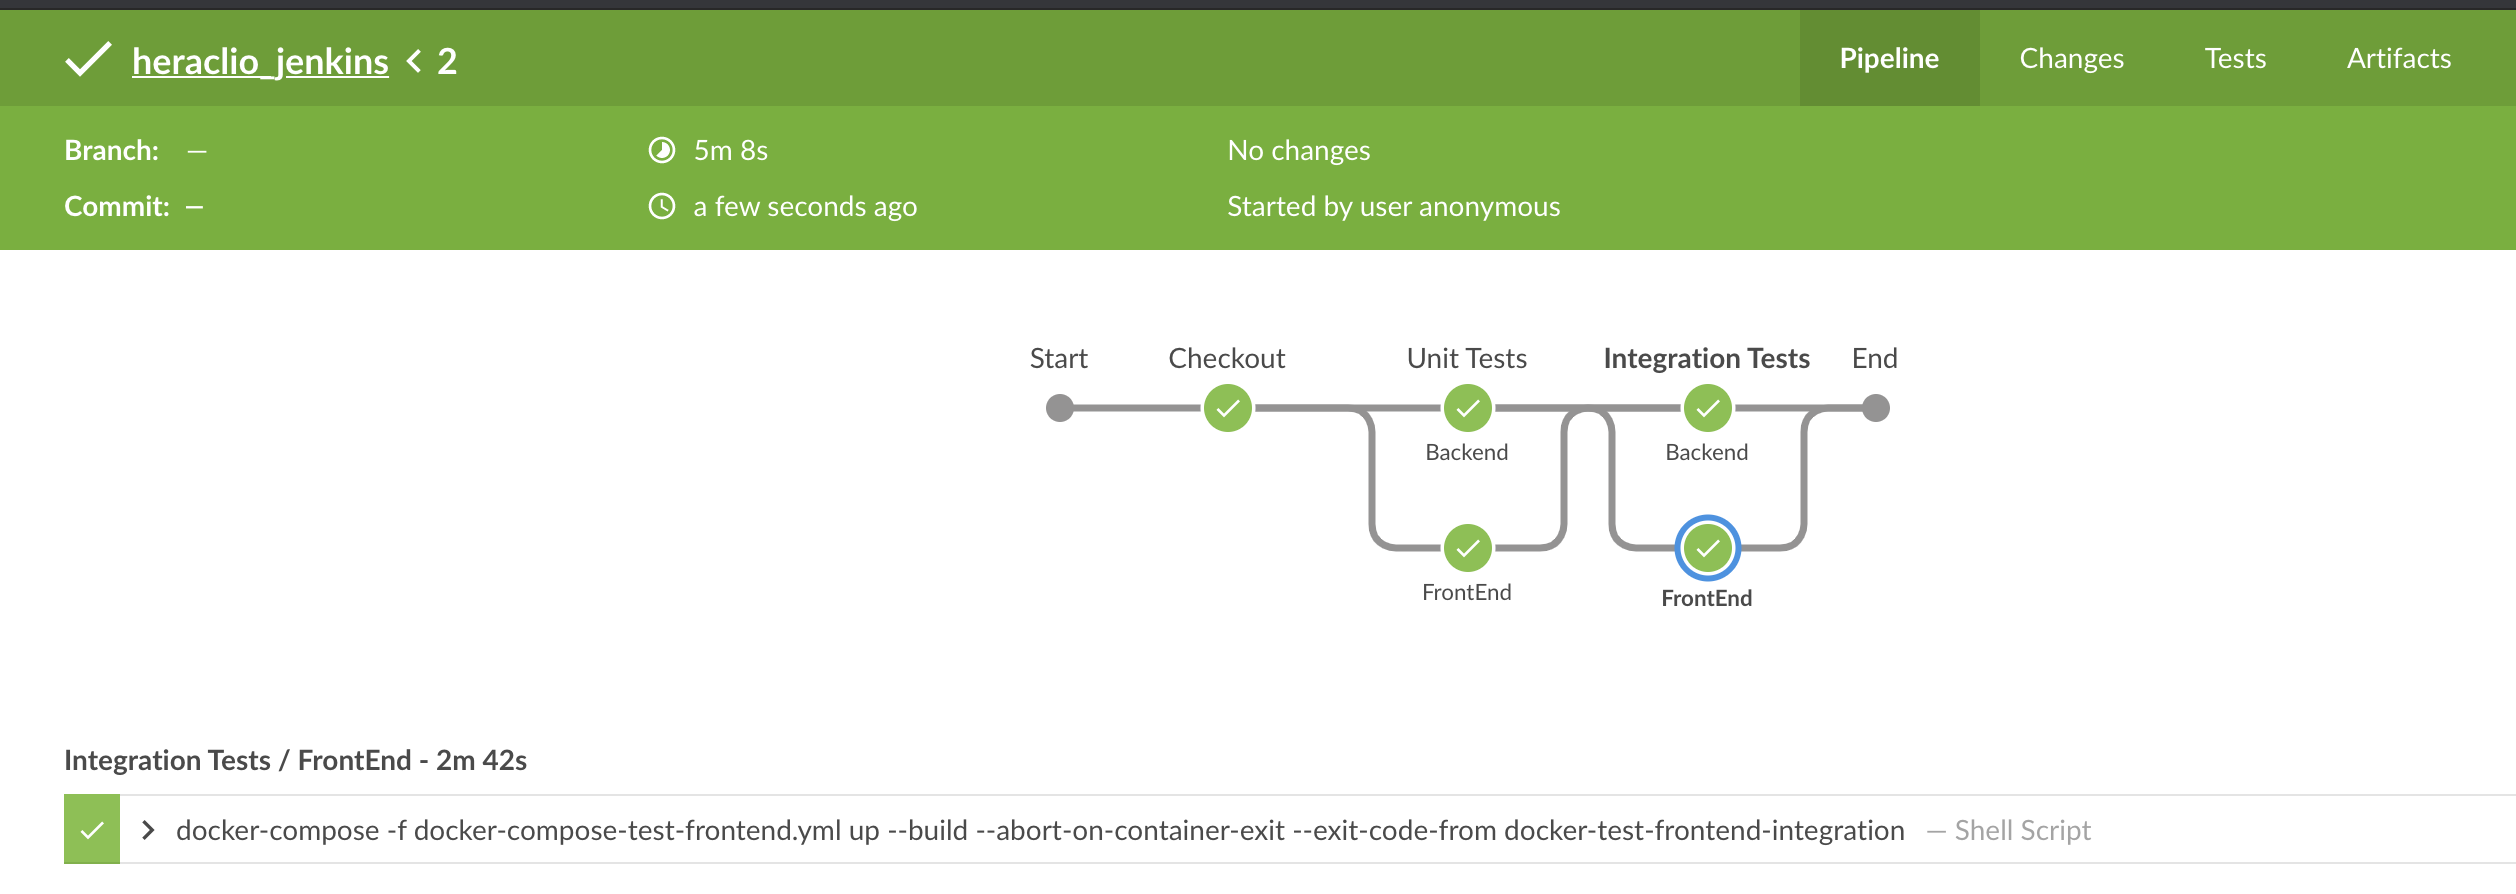 heraclio_jenkins < 2
Pipeline Changes Tests Artifacts
Branch: — 5m 8s No changes
Commit: — a few seconds ago Started by user anonymous
Start Checkout Unit Tests Integration Tests End
Backend Backend
FrontEnd FrontEnd
Integration Tests / FrontEnd - 2m 42s
docker-compose -f docker-compose-test-frontend.yml up --build --abort-on-container-exit --exit-code-from docker-test-frontend-integration — Shell Script